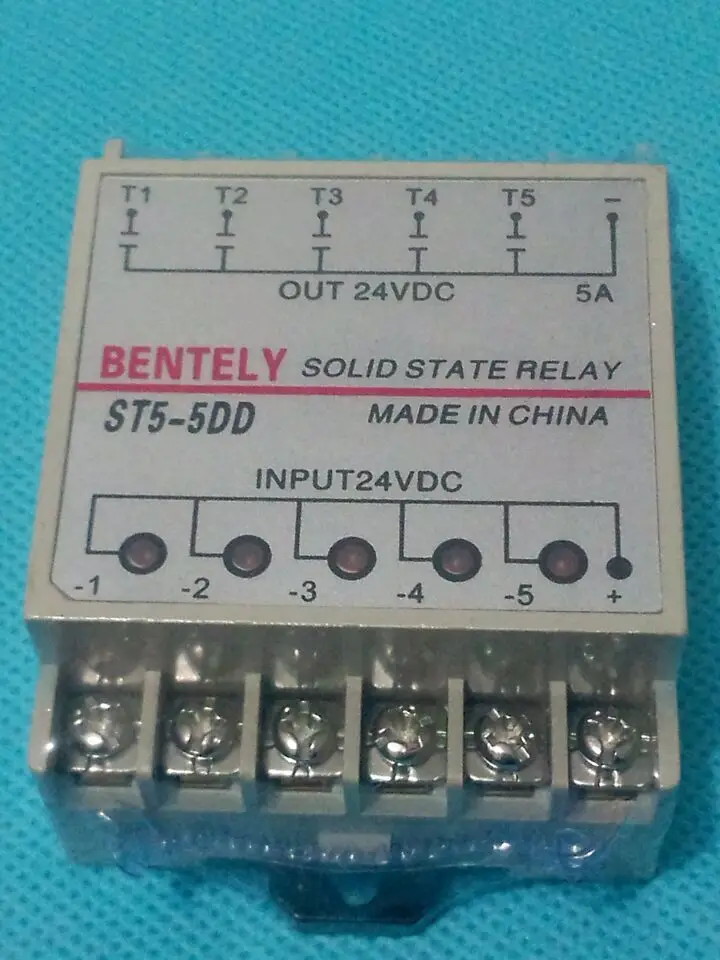 T1 T2 T3 T4 T5 −
OUT 24VDC 5A
BENTELY SOLID STATE RELAY
ST5-5DD MADE IN CHINA
INPUT24VDC
-1 -2 -3 -4 -5 +